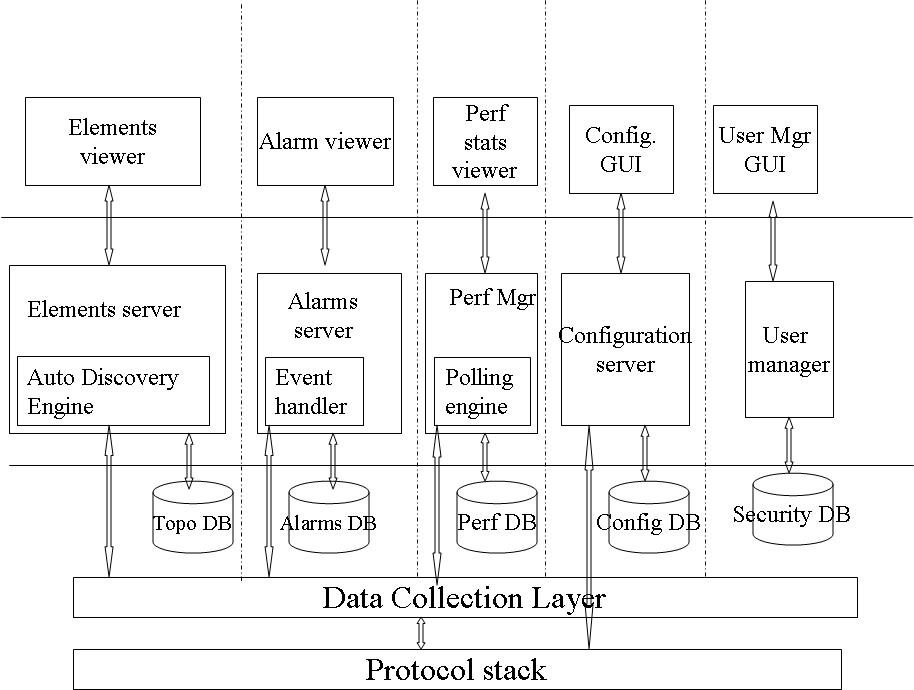 Elements
viewer
Alarm viewer
Perf
stats
viewer
Config.
GUI
User Mgr
GUI
Elements server
Auto Discovery
Engine
Alarms
server
Event
handler
Perf Mgr
Polling
engine
Configuration
server
User
manager
Topo DB
Alarms DB
Perf DB
Config DB
Security DB
Data Collection Layer
Protocol stack